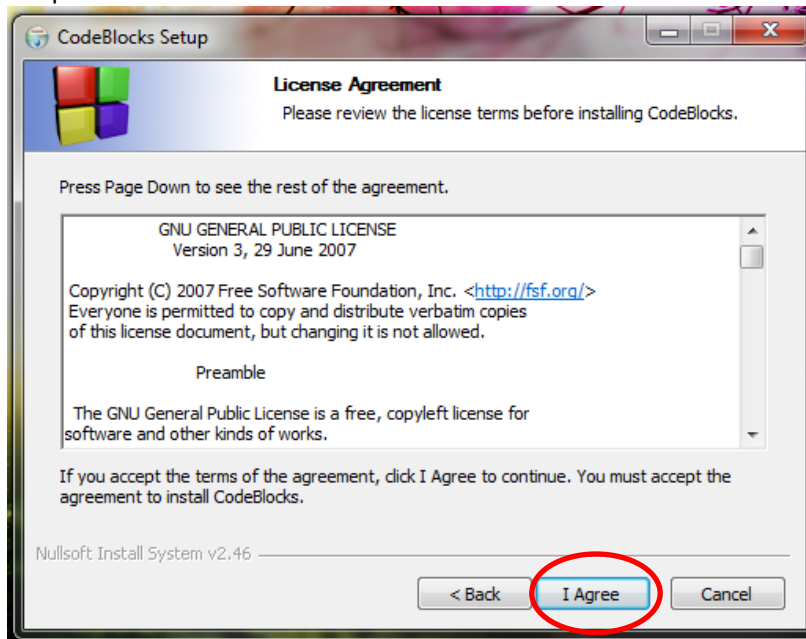 CodeBlocks Setup
License Agreement
Please review the license terms before installing CodeBlocks.
Press Page Down to see the rest of the agreement.
GNU GENERAL PUBLIC LICENSE
Version 3, 29 June 2007
Copyright (C) 2007 Free Software Foundation, Inc. <http://fsf.org/>
Everyone is permitted to copy and distribute verbatim copies
of this license document, but changing it is not allowed.
Preamble
The GNU General Public License is a free, copyleft license for
software and other kinds of works.
If you accept the terms of the agreement, click I Agree to continue. You must accept the
agreement to install CodeBlocks.
Nullsoft Install System v2.46
< Back I Agree Cancel